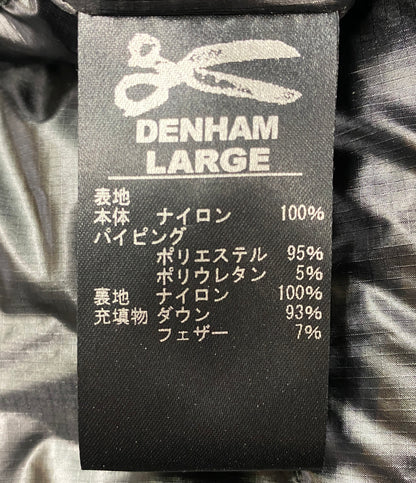 DENHAM
LARGE
表地
本体 ナイロン 100%
パイピング
ポリエステル 95%
ポリウレタン 5%
裏地 ナイロン 100%
充填物 ダウン 93%
フェザー 7%